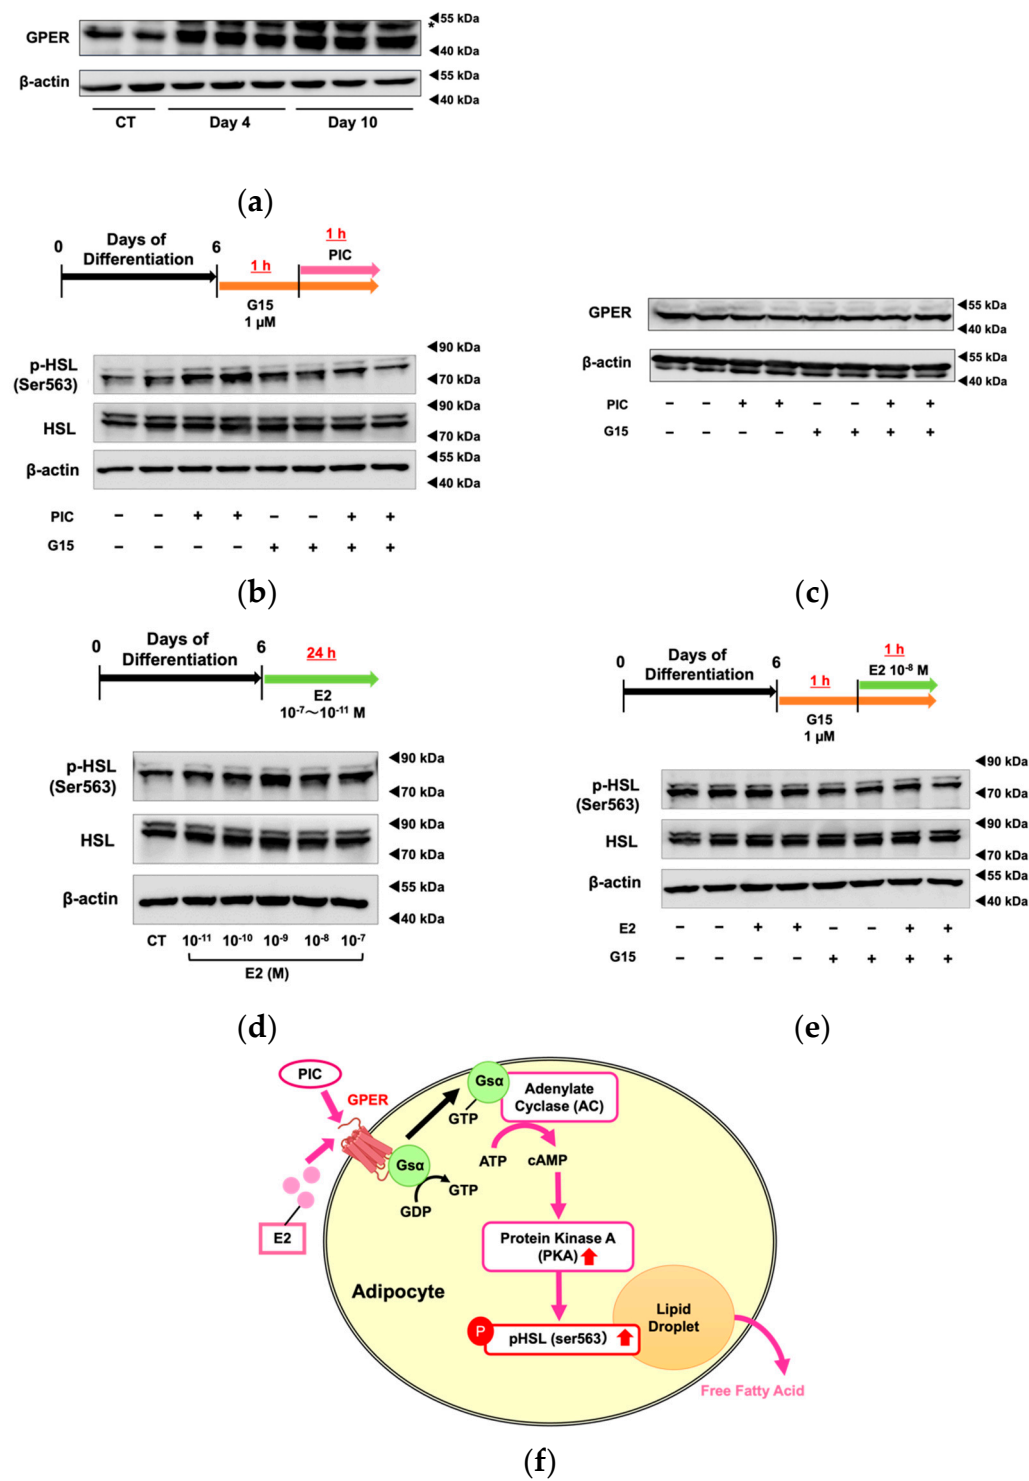 GPER
◀55 kDa
*
◀40 kDa
β-actin
◀55 kDa
◀40 kDa
CT Day 4 Day 10
(a)
0 Days of Differentiation 6
1 h
1 h
PIC
G15
1 μM
p-HSL
(Ser563)
◀90 kDa
◀70 kDa
HSL
◀90 kDa
◀70 kDa
β-actin
◀55 kDa
◀40 kDa
PIC − − + + − − + +
G15 − − − − + + + +
(b)
GPER
◀55 kDa
◀40 kDa
β-actin
◀55 kDa
◀40 kDa
PIC − − + + − − + +
G15 − − − − + + + +
(c)
0 Days of Differentiation 6
24 h
E2
10⁻⁷～10⁻¹¹ M
p-HSL
(Ser563)
◀90 kDa
◀70 kDa
HSL
◀90 kDa
◀70 kDa
β-actin
◀55 kDa
◀40 kDa
CT 10⁻¹¹ 10⁻¹⁰ 10⁻⁹ 10⁻⁸ 10⁻⁷
E2 (M)
(d)
0 Days of Differentiation 6
1 h
1 h
E2 10⁻⁸ M
G15
1 μM
p-HSL
(Ser563)
◀90 kDa
◀70 kDa
HSL
◀90 kDa
◀70 kDa
β-actin
◀55 kDa
◀40 kDa
E2 − − + + − − + +
G15 − − − − + + + +
(e)
PIC
GPER
E2
Gsα
GDP
GTP
Gsα
GTP
Adenylate
Cyclase (AC)
ATP cAMP
Protein Kinase A
(PKA)
Adipocyte
P
pHSL (ser563)
Lipid
Droplet
Free Fatty Acid
(f)